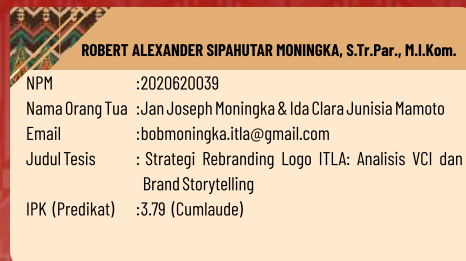 ROBERT ALEXANDER SIPAHUTAR MONINGKA, S.Tr.Par., M.I.Kom.
NPM :2020620039
Nama Orang Tua :Jan Joseph Moningka & Ida Clara Junisia Mamoto
Email :bobmoningka.itla@gmail.com
Judul Tesis : Strategi Rebranding Logo ITLA: Analisis VCI dan
Brand Storytelling
IPK (Predikat) :3.79 (Cumlaude)